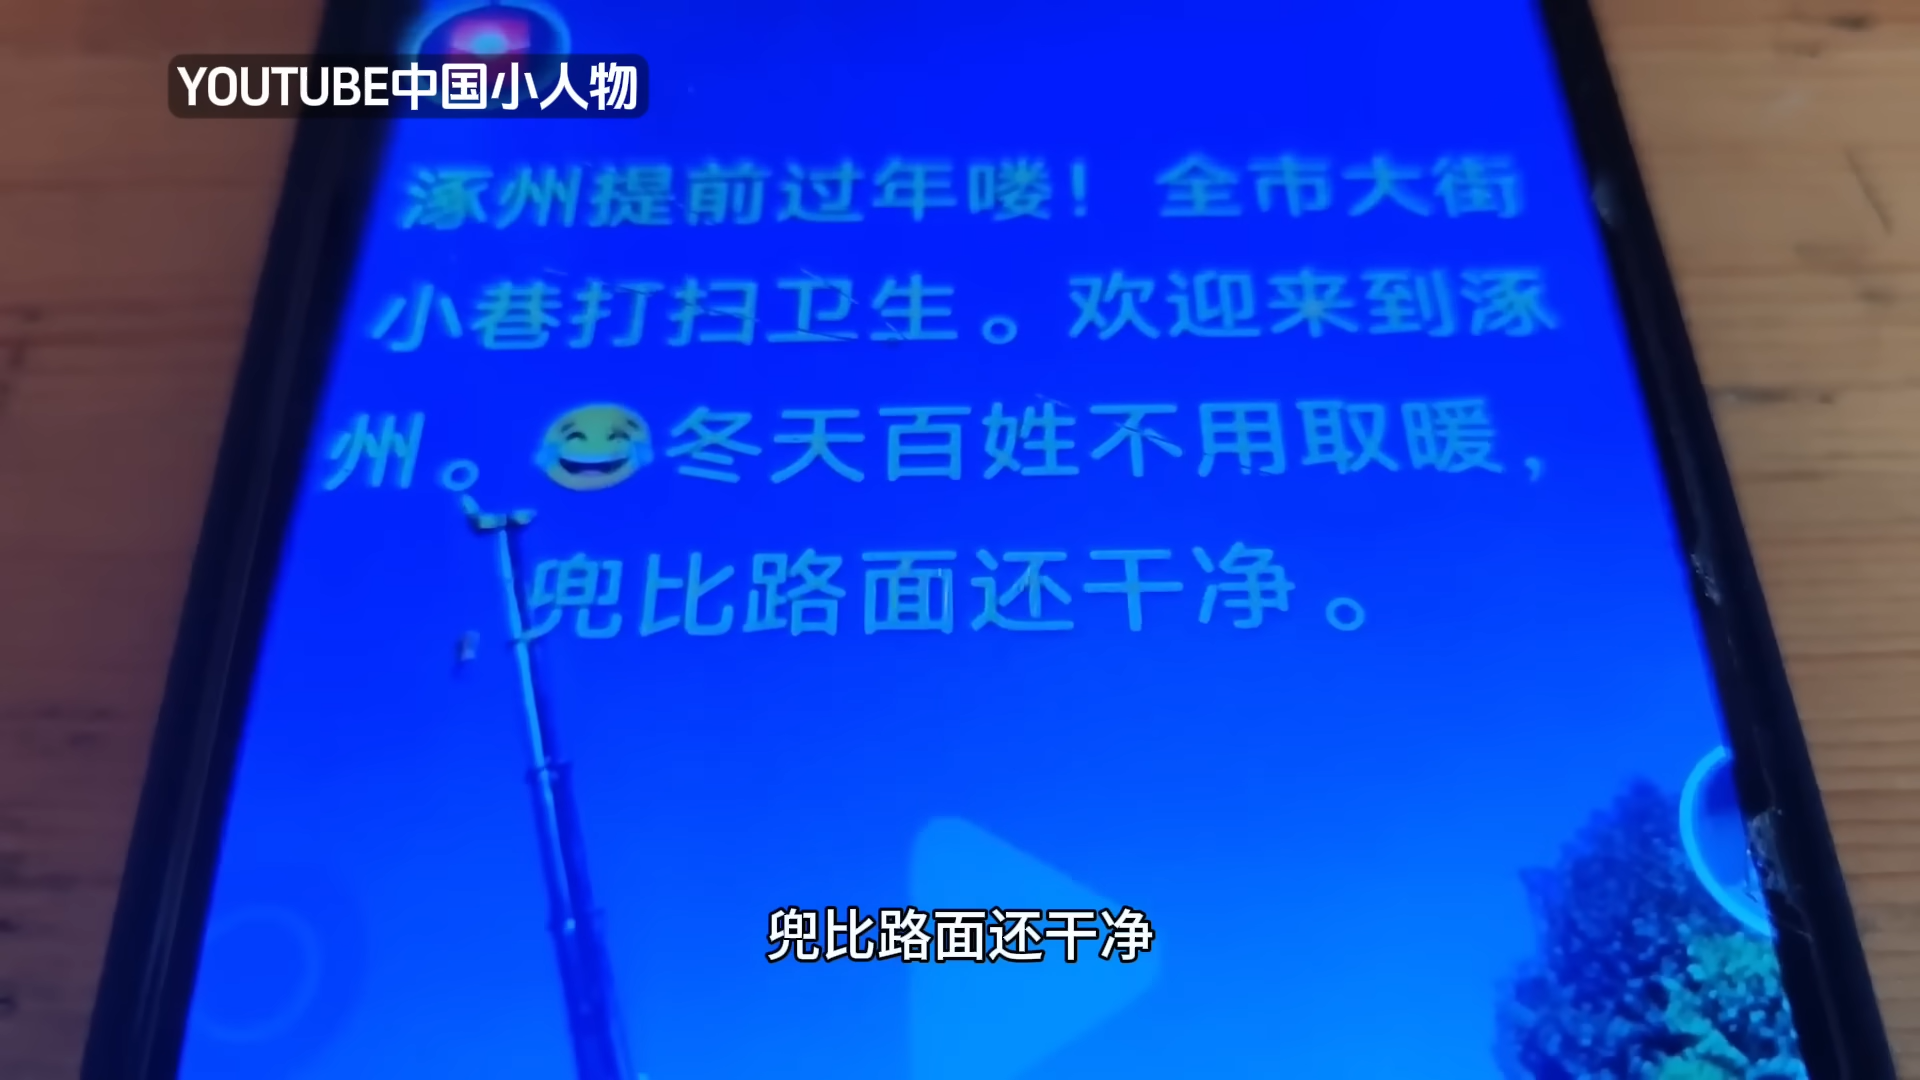 YOUTUBE中国小人物
涿州提前过年喽！全市大街
小巷打扫卫生。欢迎来到涿
州。😂冬天百姓不用取暖，
兜比路面还干净。
兜比路面还干净